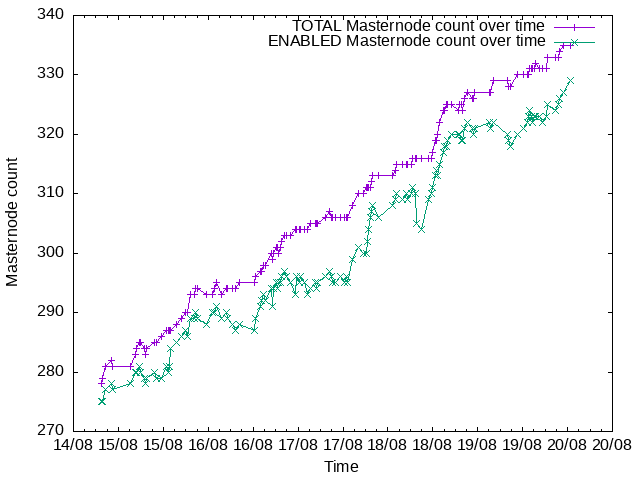 340
330
320
310
300
290
280
270
TOTAL Masternode count over time
ENABLED Masternode count over time
Masternode count
14/08 15/08 15/08 16/08 16/08 17/08 17/08 18/08 18/08 19/08 19/08 20/08 20/08
Time